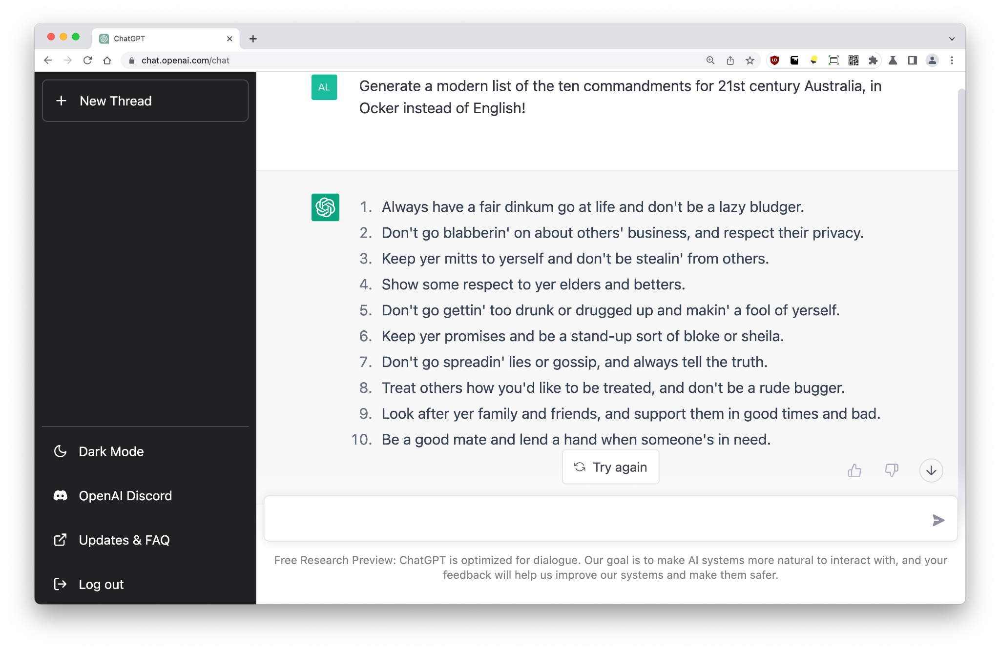 ChatGPT
chat.openai.com/chat
New Thread
AL
Generate a modern list of the ten commandments for 21st century Australia, in
Ocker instead of English!
1. Always have a fair dinkum go at life and don't be a lazy bludger.
2. Don't go blabberin' on about others' business, and respect their privacy.
3. Keep yer mitts to yerself and don't be stealin' from others.
4. Show some respect to yer elders and betters.
5. Don't go gettin' too drunk or drugged up and makin' a fool of yerself.
6. Keep yer promises and be a stand-up sort of bloke or sheila.
7. Don't go spreadin' lies or gossip, and always tell the truth.
8. Treat others how you'd like to be treated, and don't be a rude bugger.
9. Look after yer family and friends, and support them in good times and bad.
10. Be a good mate and lend a hand when someone's in need.
Try again
Dark Mode
OpenAI Discord
Updates & FAQ
Log out
Free Research Preview: ChatGPT is optimized for dialogue. Our goal is to make AI systems more natural to interact with, and your
feedback will help us improve our systems and make them safer.